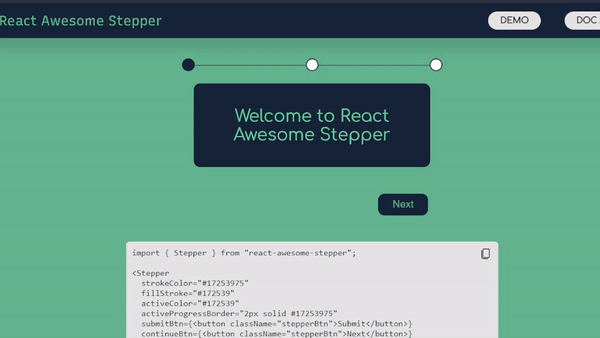 React Awesome Stepper
DEMO
DOC
Welcome to React
Awesome Stepper
Next
import { Stepper } from "react-awesome-stepper";
<Stepper
strokeColor="#17253975"
fillStroke="#172539"
activeColor="#172539"
activeProgressBorder="2px solid #17253975"
submitBtn={<button className="stepperBtn">Submit</button>}
continueBtn={<button className="stepperBtn">Next</button>}